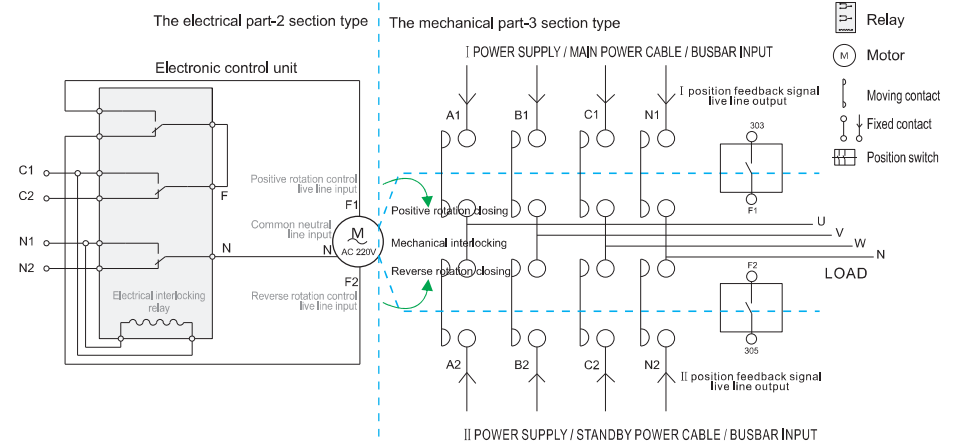 The electrical part-2 section type
The mechanical part-3 section type
Relay
Motor
M
Moving contact
Fixed contact
Position switch
Electronic control unit
Ⅰ POWER SUPPLY / MAIN POWER CABLE / BUSBAR INPUT
A1
B1
C1
N1
Ⅰ position feedback signal
live line output
303
F1
C1
C2
F
N1
N2
N
Electrical interlocking
relay
Positive rotation control
live line input
F1
Common neutral
line input
N
M
AC 220V
F2
Reverse rotation control
live line input
Positive rotation closing
Mechanical interlocking
Reverse rotation closing
U
V
W
N
LOAD
F2
305
A2
B2
C2
N2
Ⅱ position feedback signal
live line output
Ⅱ POWER SUPPLY / STANDBY POWER CABLE / BUSBAR INPUT